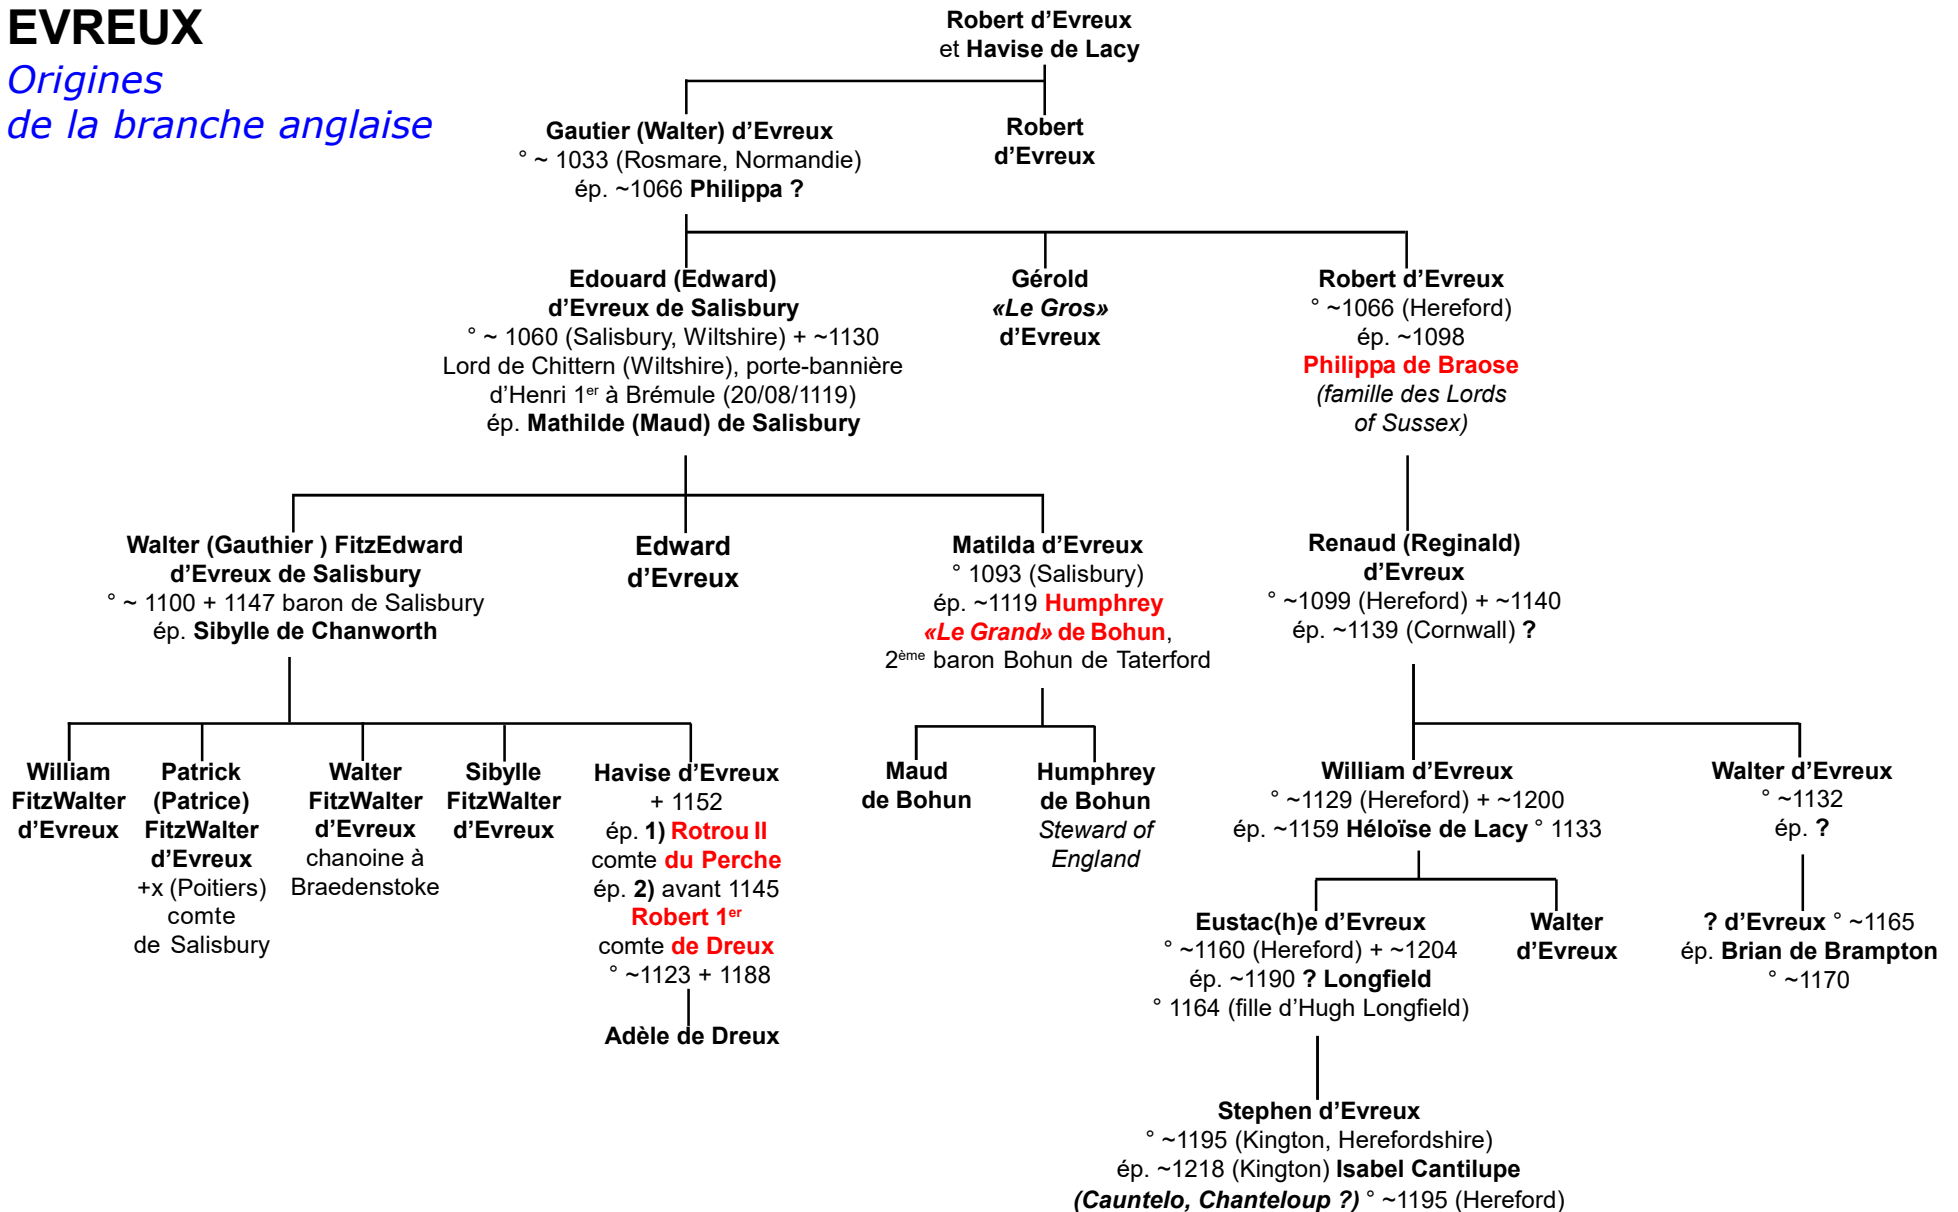 EVREUX
Origines
de la branche anglaise
Robert d’Evreux
et Havise de Lacy
Gautier (Walter) d’Evreux
° ~ 1033 (Rosmare, Normandie)
ép. ~1066 Philippa ?
Robert
d’Evreux
Edouard (Edward)
d’Evreux de Salisbury
° ~ 1060 (Salisbury, Wiltshire) + ~1130
Lord de Chittern (Wiltshire), porte-bannière
d’Henri 1er à Brémule (20/08/1119)
ép. Mathilde (Maud) de Salisbury
Gérold
«Le Gros»
d’Evreux
Robert d’Evreux
° ~1066 (Hereford)
ép. ~1098
Philippa de Braose
(famille des Lords
of Sussex)
Walter (Gauthier ) FitzEdward
d’Evreux de Salisbury
° ~ 1100 + 1147 baron de Salisbury
ép. Sibylle de Chanworth
Edward
d’Evreux
Matilda d’Evreux
° 1093 (Salisbury)
ép. ~1119 Humphrey
«Le Grand» de Bohun,
2ème baron Bohun de Taterford
Renaud (Reginald)
d’Evreux
° ~1099 (Hereford) + ~1140
ép. ~1139 (Cornwall) ?
William
FitzWalter
d’Evreux
Patrick
(Patrice)
FitzWalter
d’Evreux
+x (Poitiers)
comte
de Salisbury
Walter
FitzWalter
d’Evreux
chanoine à
Braedenstoke
Sibylle
FitzWalter
d’Evreux
Havise d’Evreux
+ 1152
ép. 1) Rotrou II
comte du Perche
ép. 2) avant 1145
Robert 1er
comte de Dreux
° ~1123 + 1188
Adèle de Dreux
Maud
de Bohun
Humphrey
de Bohun
Steward of
England
William d’Evreux
° ~1129 (Hereford) + ~1200
ép. ~1159 Héloïse de Lacy ° 1133
Walter d’Evreux
° ~1132
ép. ?
Eustac(h)e d’Evreux
° ~1160 (Hereford) + ~1204
ép. ~1190 ? Longfield
° 1164 (fille d’Hugh Longfield)
Walter
d’Evreux
? d’Evreux ° ~1165
ép. Brian de Brampton
° ~1170
Stephen d’Evreux
° ~1195 (Kington, Herefordshire)
ép. ~1218 (Kington) Isabel Cantilupe
(Cauntelo, Chanteloup ?) ° ~1195 (Hereford)